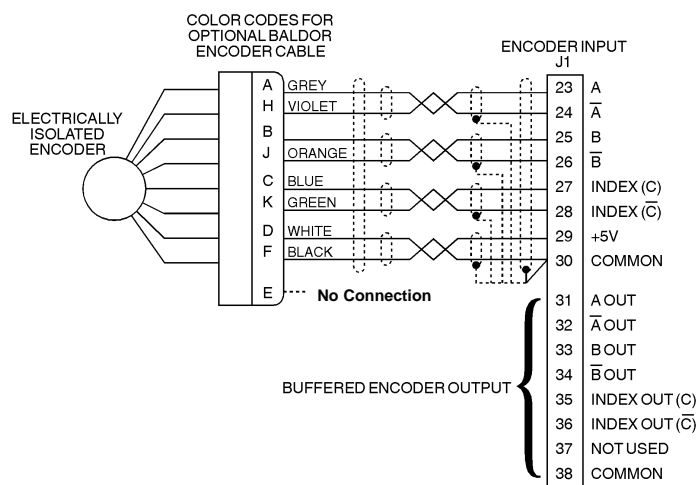 COLOR CODES FOR
OPTIONAL BALDOR
ENCODER CABLE
ENCODER INPUT
J1
ELECTRICALLY
ISOLATED
ENCODER
A GREY 23 A
H VIOLET 24 A̅
B 25 B
J ORANGE 26 B̅
C BLUE 27 INDEX (C)
K GREEN 28 INDEX (C̅)
D WHITE 29 +5V
F BLACK 30 COMMON
E No Connection
31 A OUT
32 A̅ OUT
33 B OUT
34 B̅ OUT
BUFFERED ENCODER OUTPUT
35 INDEX OUT (C)
36 INDEX OUT (C̅)
37 NOT USED
38 COMMON